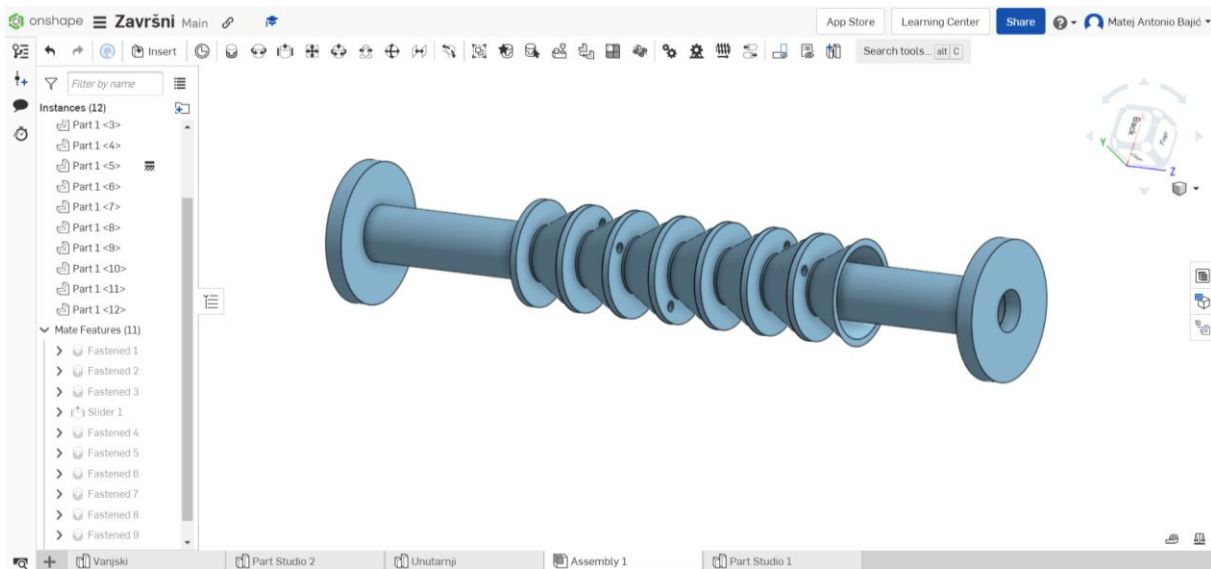 onshape Završni Main App Store Learning Center Share Matej Antonio Bajić
Insert Search tools... alt C
Filter by name
Instances (12)
Part 1 <3>
Part 1 <4>
Part 1 <5>
Part 1 <6>
Part 1 <7>
Part 1 <8>
Part 1 <9>
Part 1 <10>
Part 1 <11>
Part 1 <12>
Mate Features (11)
Fastened 1
Fastened 2
Fastened 3
Slider 1
Fastened 4
Fastened 5
Fastened 6
Fastened 7
Fastened 8
Fastened 9
Back Top
Y Z
Vanjski Part Studio 2 Unutarnji Assembly 1 Part Studio 1